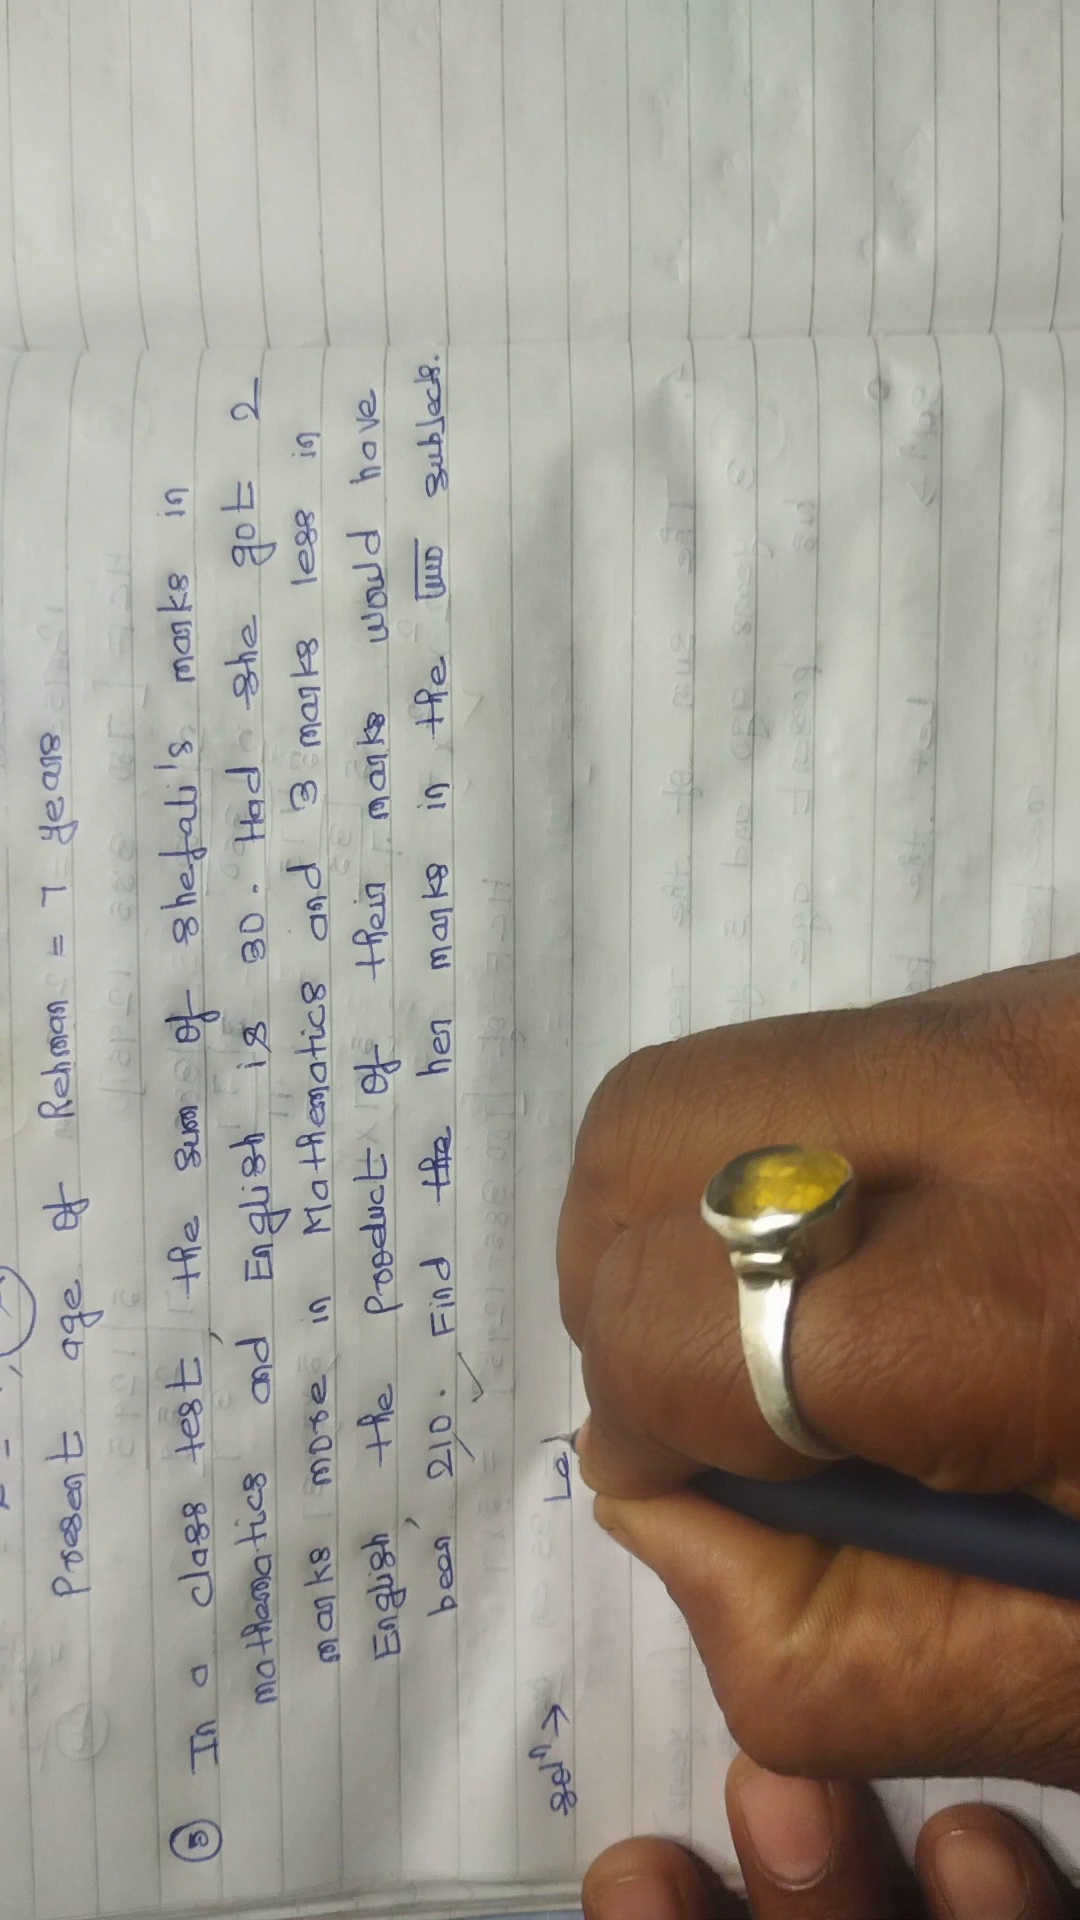 Present age of Rehman = 7 years
⑤ In a class test, the sum of Shefali's marks in
mathematics and English is 30. Had she got 2
marks more in Mathematics and 3 marks less in
English, the product of their marks would have
been 210. Find the her marks in the two subjects.
Solⁿ→ Let